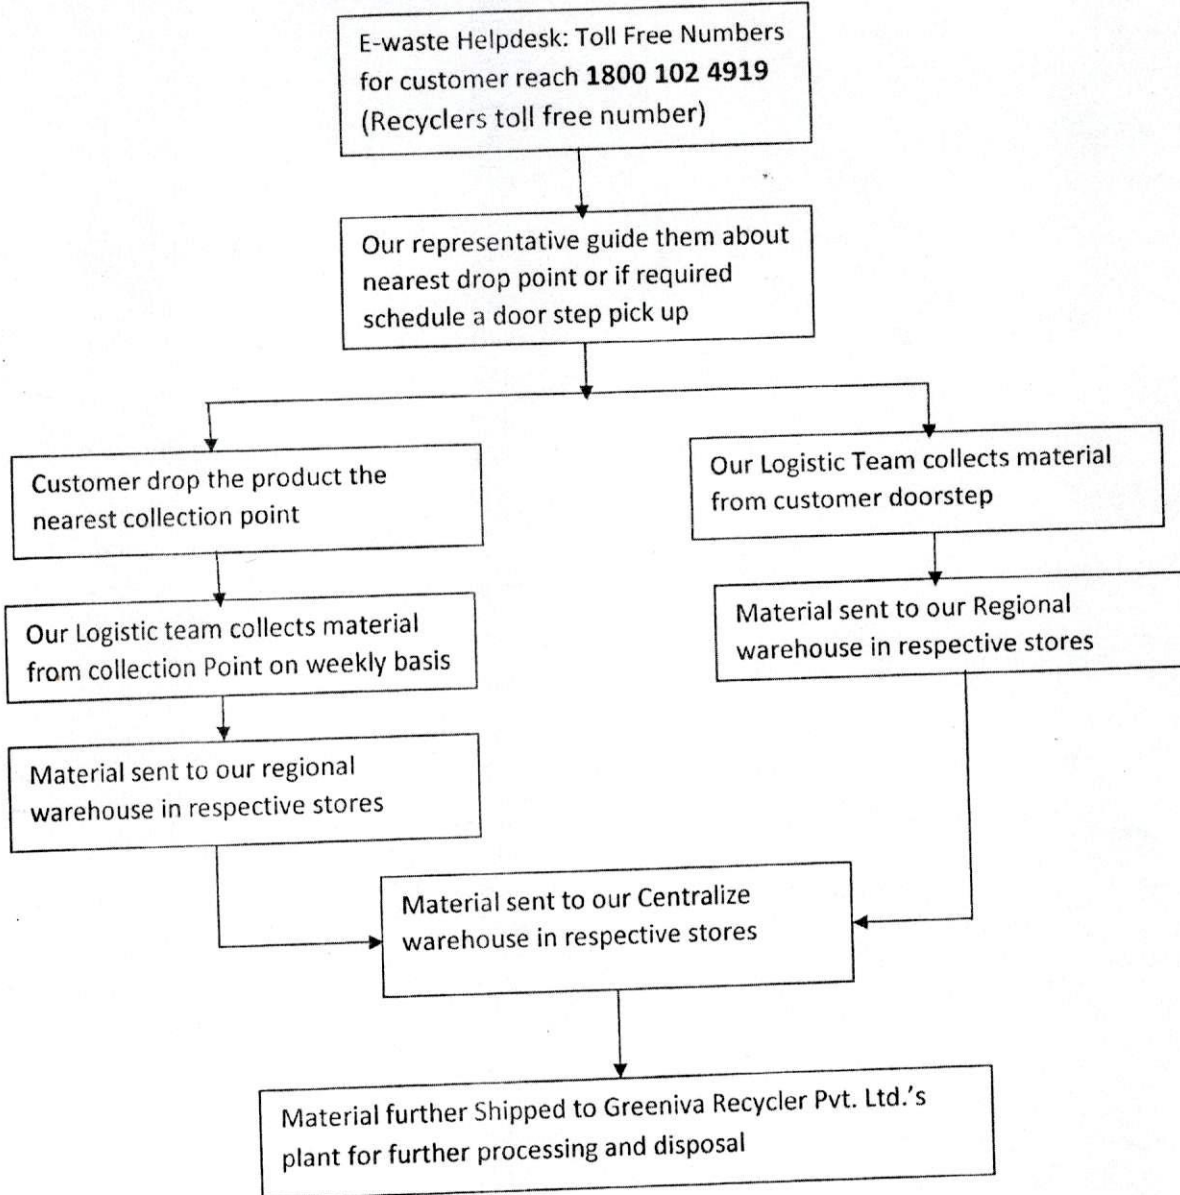 E-waste Helpdesk: Toll Free Numbers
for customer reach 1800 102 4919
(Recyclers toll free number)
Our representative guide them about
nearest drop point or if required
schedule a door step pick up
Customer drop the product the
nearest collection point
Our Logistic Team collects material
from customer doorstep
Our Logistic team collects material
from collection Point on weekly basis
Material sent to our Regional
warehouse in respective stores
Material sent to our regional
warehouse in respective stores
Material sent to our Centralize
warehouse in respective stores
Material further Shipped to Greeniva Recycler Pvt. Ltd.'s
plant for further processing and disposal